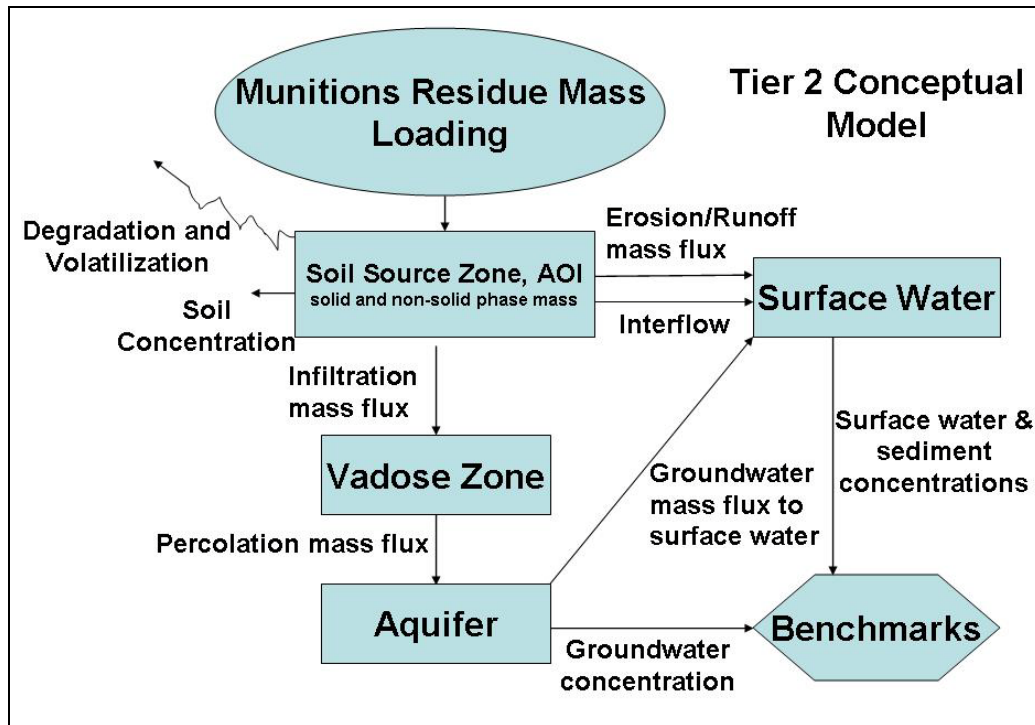 Munitions Residue Mass
Loading
Tier 2 Conceptual
Model
Degradation and
Volatilization
Erosion/Runoff
mass flux
Soil Source Zone, AOI
solid and non-solid phase mass
Surface Water
Soil
Concentration
Interflow
Infiltration
mass flux
Surface water &
sediment
concentrations
Vadose Zone
Groundwater
mass flux to
surface water
Percolation mass flux
Aquifer
Benchmarks
Groundwater
concentration